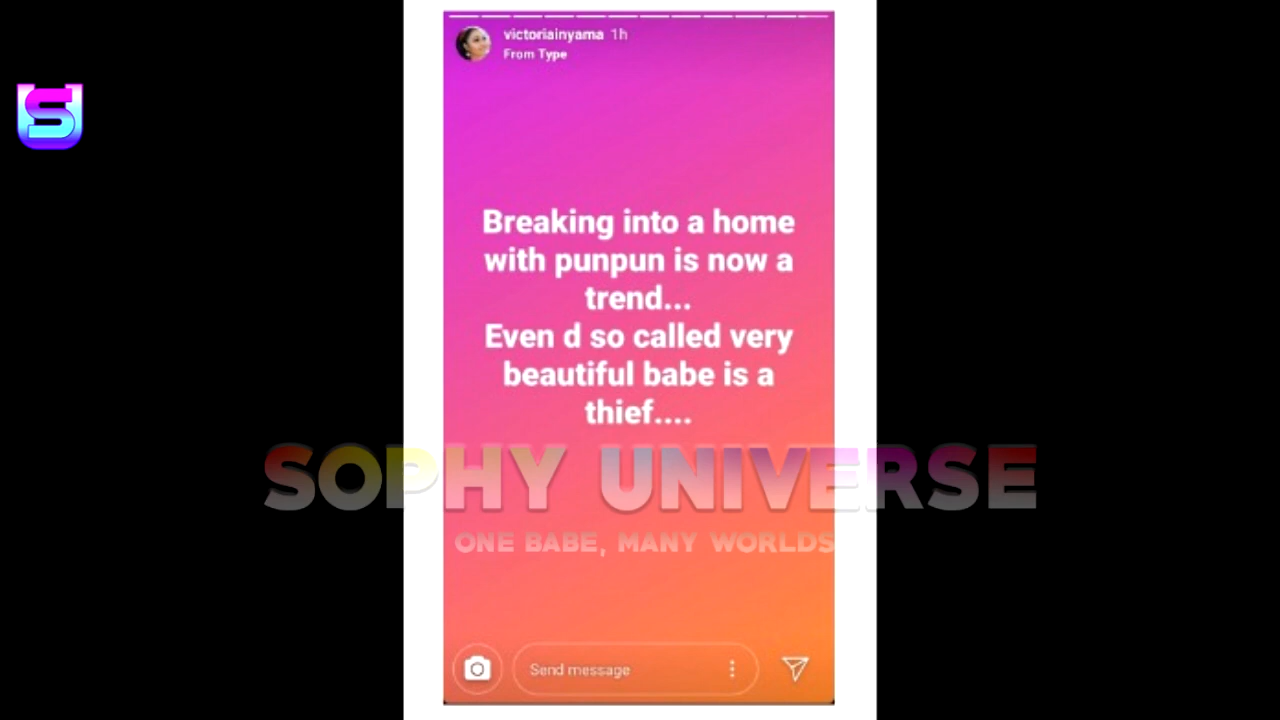 S
victoriainyama 1h
From Type
Breaking into a home
with punpun is now a
trend...
Even d so called very
beautiful babe is a
thief....
SOPHY UNIVERSE
ONE BABE, MANY WORLDS
Send message